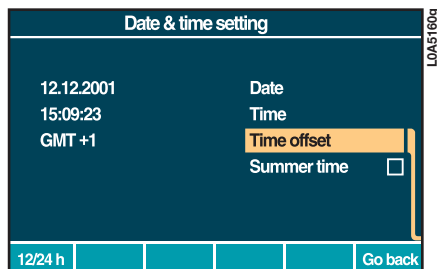 Date & time setting
12.12.2001 Date
15:09:23 Time
GMT +1 Time offset
Summer time
12/24 h Go back
L0A5160q